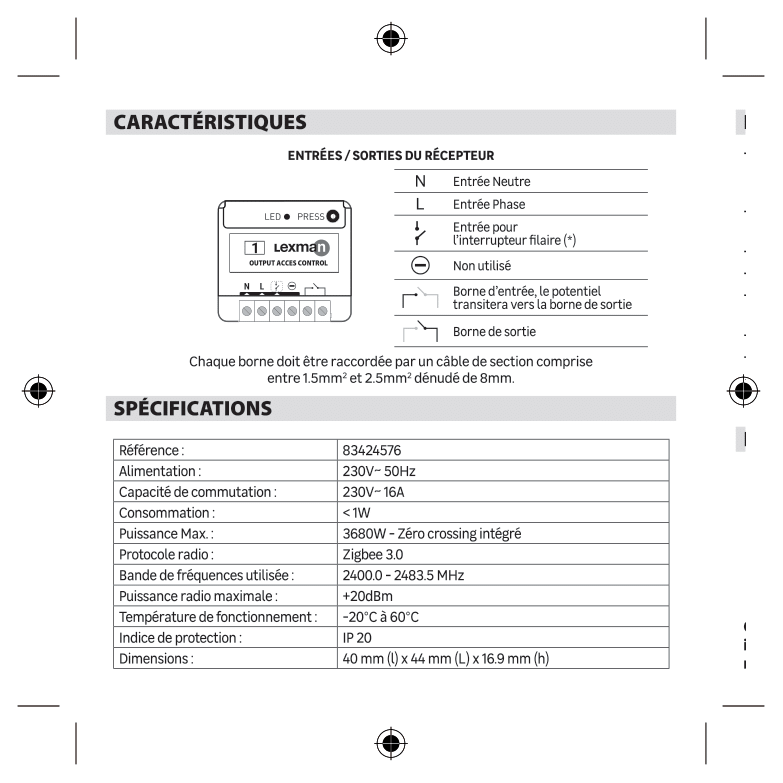 CARACTÉRISTIQUES
ENTRÉES / SORTIES DU RÉCEPTEUR
LED PRESS
1 Lexman
OUTPUT ACCES CONTROL
N L
N Entrée Neutre
L Entrée Phase
Entrée pour
l'interrupteur filaire (*)
Non utilisé
Borne d'entrée, le potentiel
transitera vers la borne de sortie
Borne de sortie
Chaque borne doit être raccordée par un câble de section comprise
entre 1.5mm² et 2.5mm² dénudé de 8mm.
SPÉCIFICATIONS
Référence : 83424576
Alimentation : 230V~ 50Hz
Capacité de commutation : 230V~ 16A
Consommation : < 1W
Puissance Max. : 3680W - Zéro crossing intégré
Protocole radio : Zigbee 3.0
Bande de fréquences utilisée : 2400.0 - 2483.5 MHz
Puissance radio maximale : +20dBm
Température de fonctionnement : -20°C à 60°C
Indice de protection : IP 20
Dimensions : 40 mm (l) x 44 mm (L) x 16.9 mm (h)